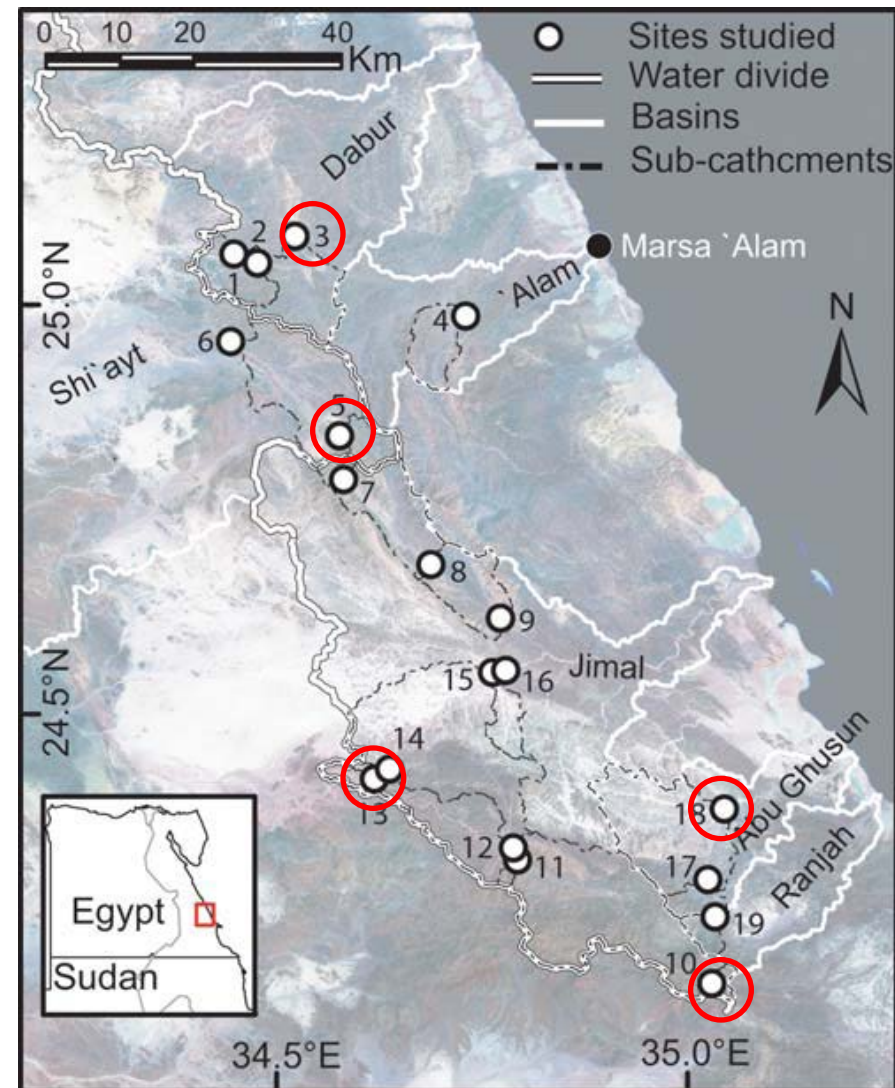 0 10 20 40
Km
Sites studied
Water divide
Basins
Sub-cathcments
Dabur
Marsa `Alam
`Alam
N
25.0°N
Shi`ayt
1
2
3
4
5
6
7
8
9
15
16
Jimal
24.5°N
14
13
12
11
18
Abu Ghusun
17
Ranjah
19
10
Egypt
Sudan
34.5°E
35.0°E